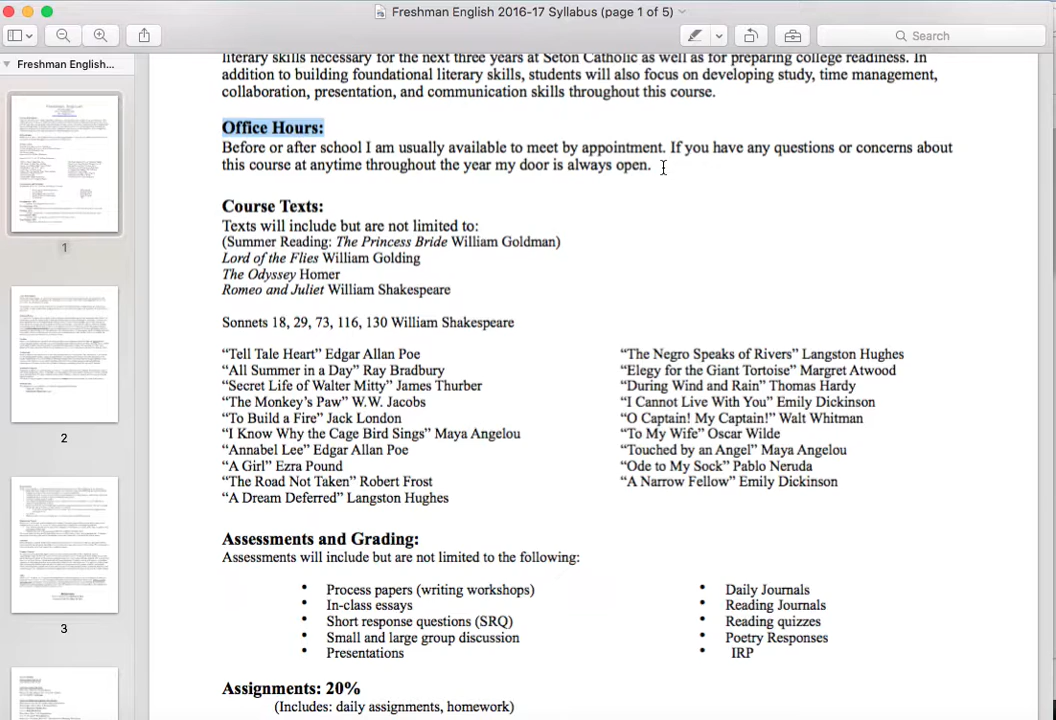 Freshman English 2016-17 Syllabus (page 1 of 5)
Search
Freshman English...
literary skills necessary for the next three years at Seton Catholic as well as for preparing college readiness. In
addition to building foundational literary skills, students will also focus on developing study, time management,
collaboration, presentation, and communication skills throughout this course.
Office Hours:
Before or after school I am usually available to meet by appointment. If you have any questions or concerns about
this course at anytime throughout the year my door is always open.
Course Texts:
Texts will include but are not limited to:
(Summer Reading: The Princess Bride William Goldman)
Lord of the Flies William Golding
The Odyssey Homer
Romeo and Juliet William Shakespeare
Sonnets 18, 29, 73, 116, 130 William Shakespeare
“Tell Tale Heart” Edgar Allan Poe
“All Summer in a Day” Ray Bradbury
“Secret Life of Walter Mitty” James Thurber
“The Monkey’s Paw” W.W. Jacobs
“To Build a Fire” Jack London
“I Know Why the Cage Bird Sings” Maya Angelou
“Annabel Lee” Edgar Allan Poe
“A Girl” Ezra Pound
“The Road Not Taken” Robert Frost
“A Dream Deferred” Langston Hughes
“The Negro Speaks of Rivers” Langston Hughes
“Elegy for the Giant Tortoise” Margret Atwood
“During Wind and Rain” Thomas Hardy
“I Cannot Live With You” Emily Dickinson
“O Captain! My Captain!” Walt Whitman
“To My Wife” Oscar Wilde
“Touched by an Angel” Maya Angelou
“Ode to My Sock” Pablo Neruda
“A Narrow Fellow” Emily Dickinson
Assessments and Grading:
Assessments will include but are not limited to the following:
• Process papers (writing workshops)
• In-class essays
• Short response questions (SRQ)
• Small and large group discussion
• Presentations
• Daily Journals
• Reading Journals
• Reading quizzes
• Poetry Responses
• IRP
Assignments: 20%
(Includes: daily assignments, homework)
1
2
3